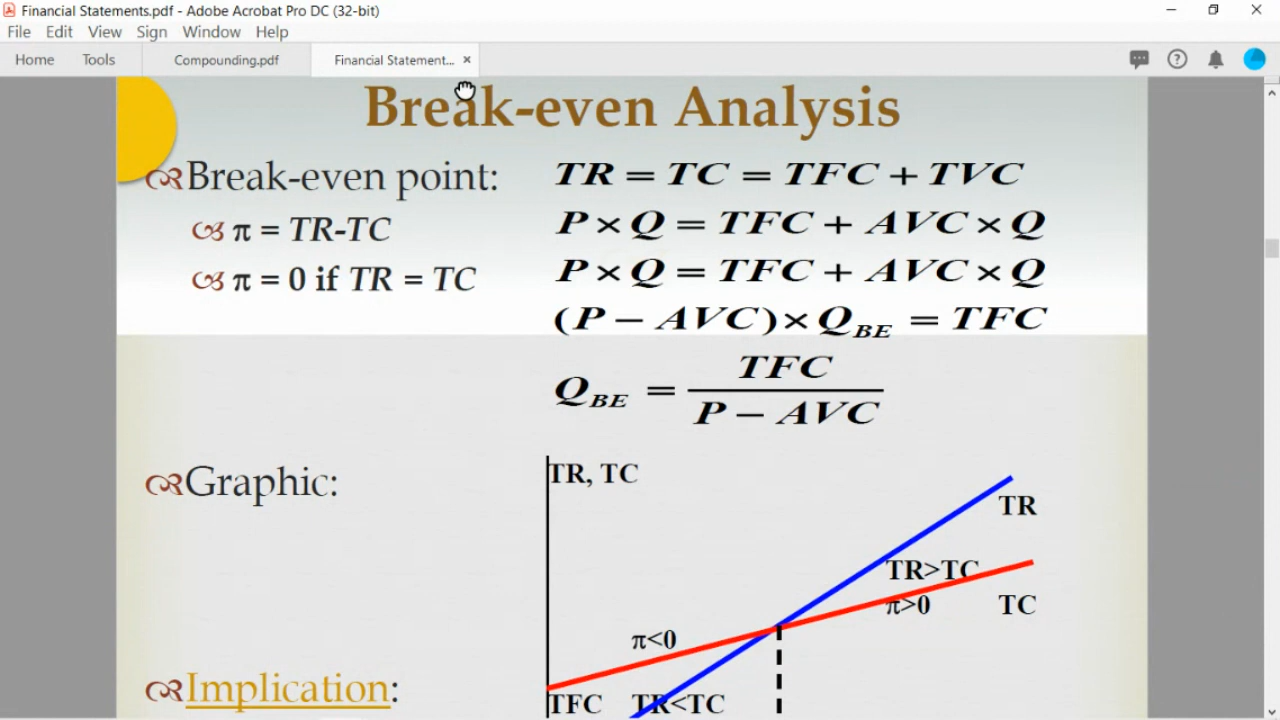 Financial Statements.pdf - Adobe Acrobat Pro DC (32-bit)
File Edit View Sign Window Help
Home Tools Compounding.pdf Financial Statement... ×
Break-even Analysis
Break-even point:
π = TR-TC
π = 0 if TR = TC
TR = TC = TFC + TVC
P × Q = TFC + AVC × Q
P × Q = TFC + AVC × Q
(P − AVC) × Q_BE = TFC
Q_BE = TFC / P − AVC
Graphic:
TR, TC
TR
TR>TC
π>0
TC
π<0
TFC
TR<TC
Implication: